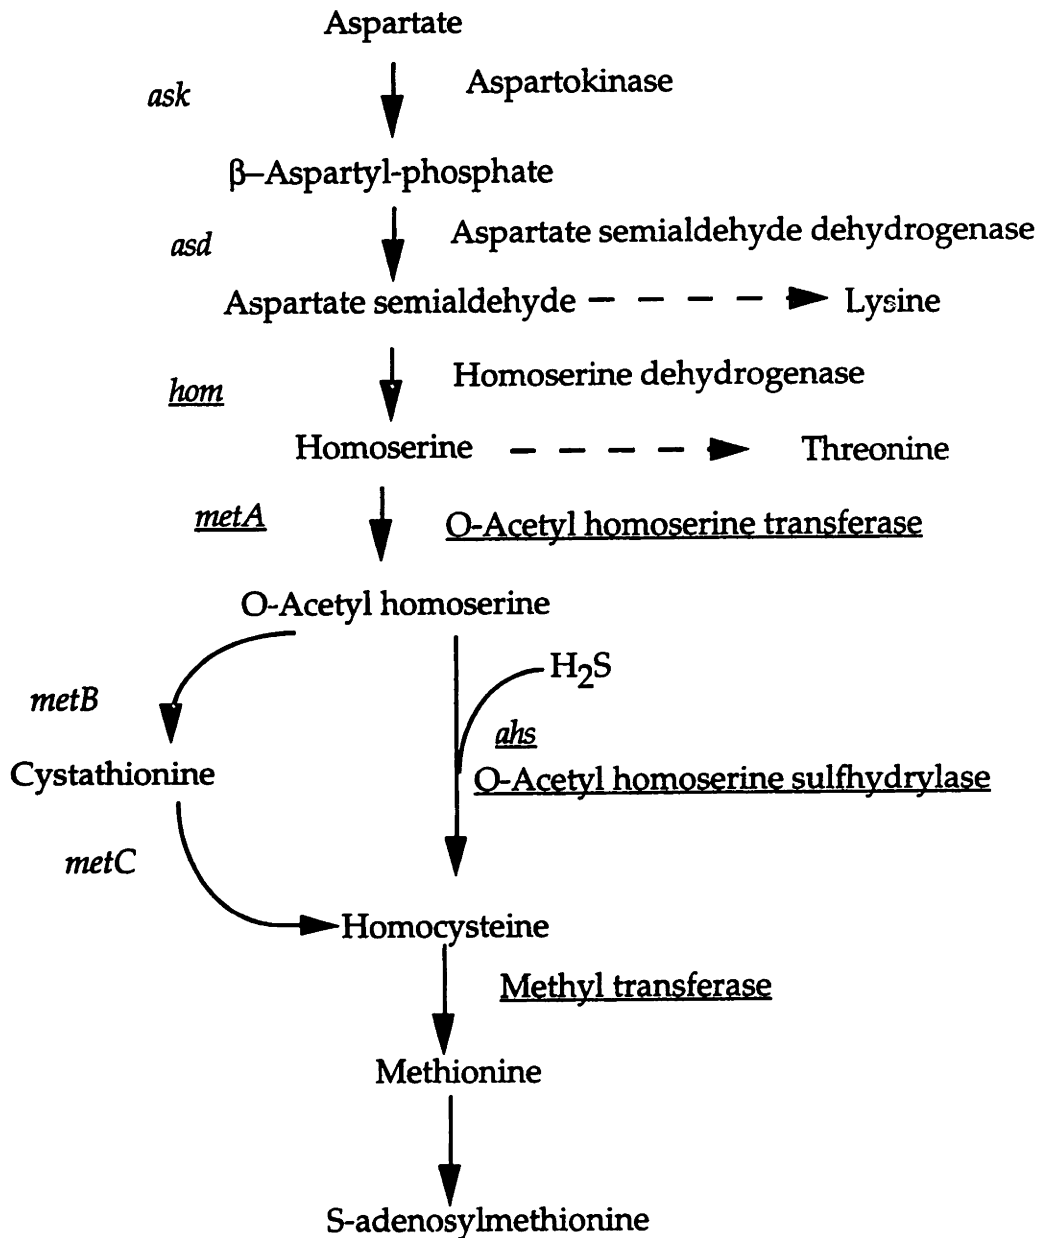 Aspartate
ask
Aspartokinase
β–Aspartyl-phosphate
asd
Aspartate semialdehyde dehydrogenase
Aspartate semialdehyde
Lysine
hom
Homoserine dehydrogenase
Homoserine
Threonine
metA
O-Acetyl homoserine transferase
O-Acetyl homoserine
H₂S
metB
ahs
Cystathionine
O-Acetyl homoserine sulfhydrylase
metC
Homocysteine
Methyl transferase
Methionine
S-adenosylmethionine